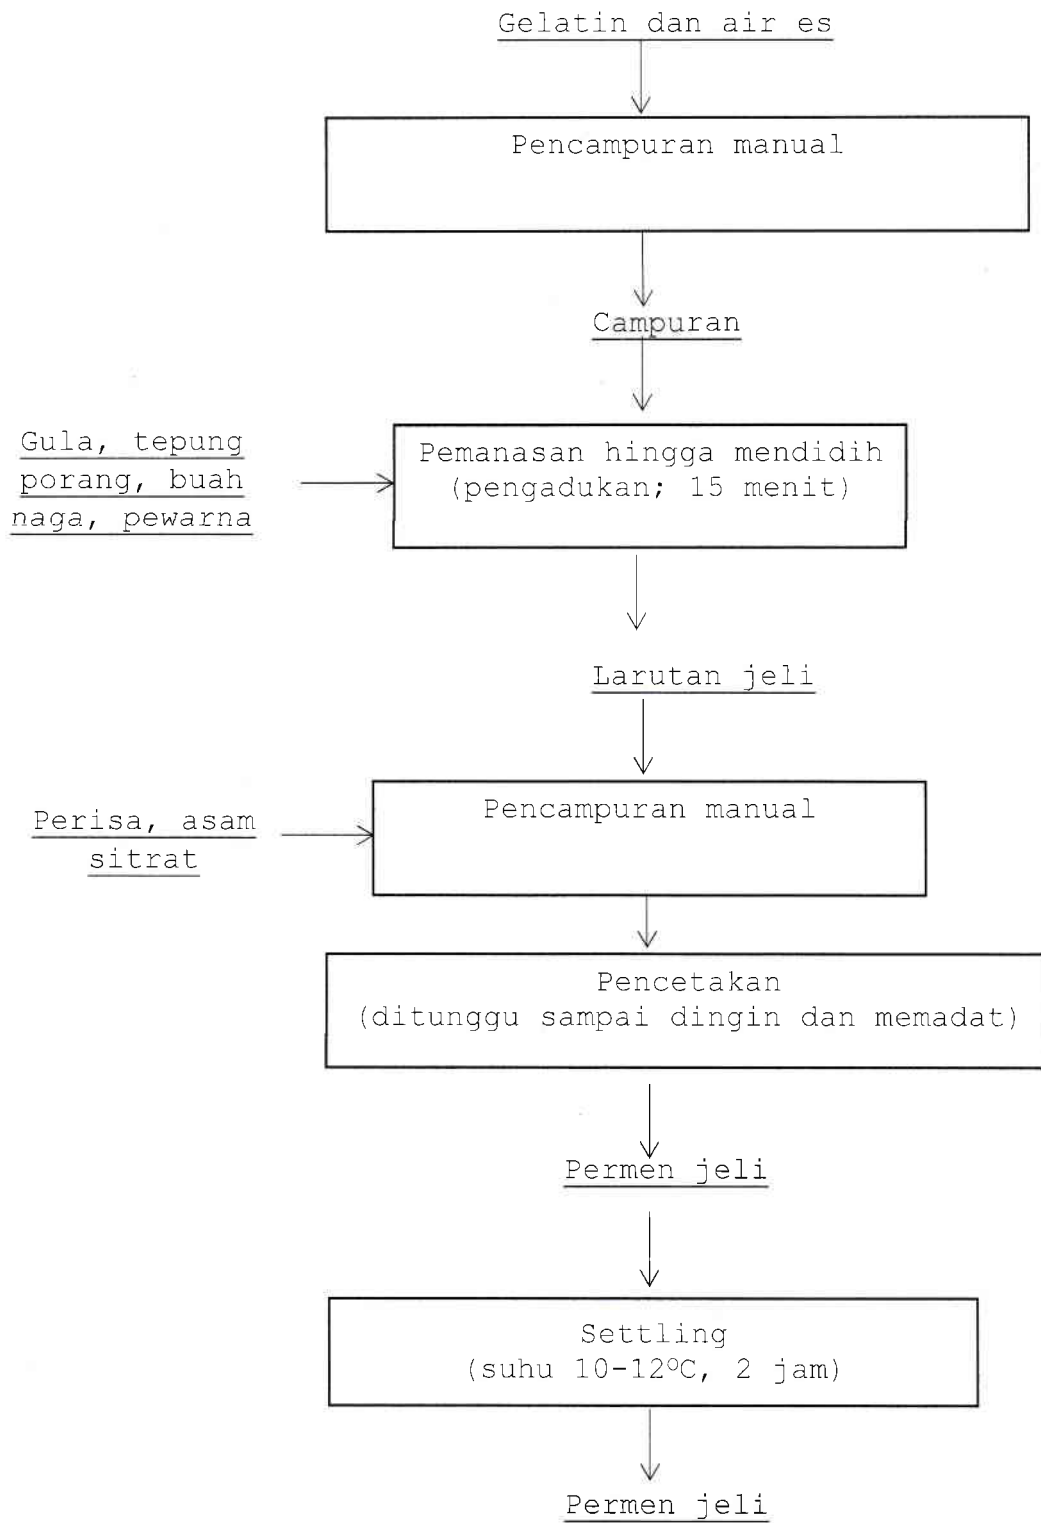 Gelatin dan air es
Pencampuran manual
Campuran
Gula, tepung
porang, buah
naga, pewarna
Pemanasan hingga mendidih
(pengadukan; 15 menit)
Larutan jeli
Perisa, asam
sitrat
Pencampuran manual
Pencetakan
(ditunggu sampai dingin dan memadat)
Permen jeli
Settling
(suhu 10-12°C, 2 jam)
Permen jeli